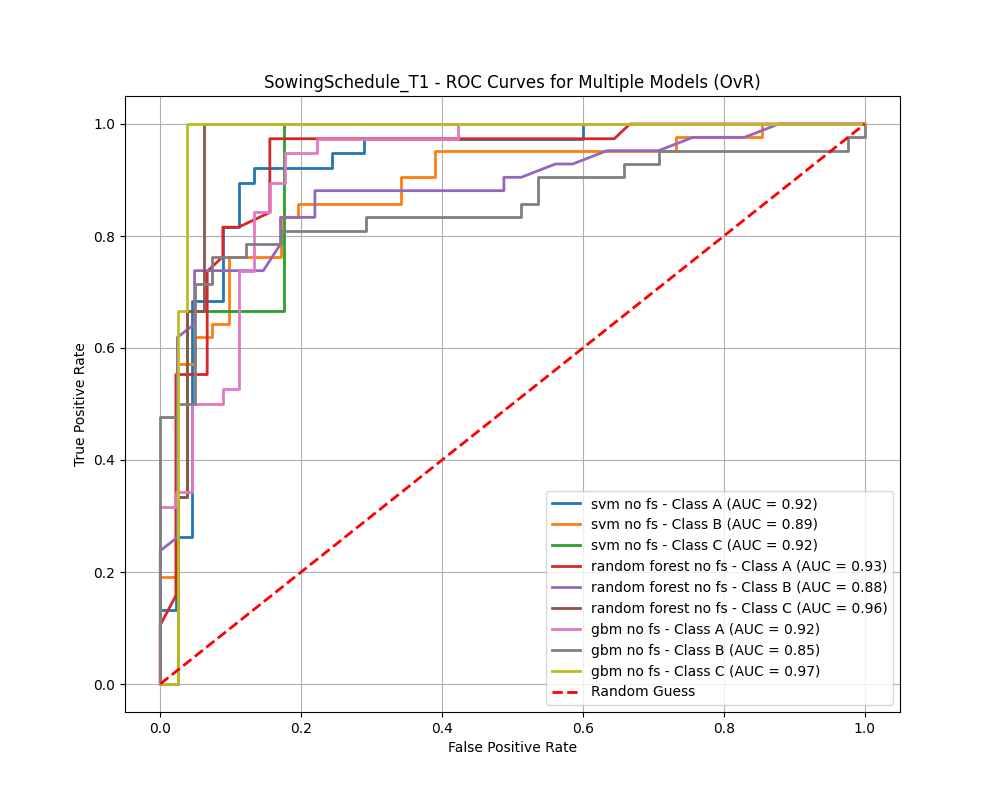 SowingSchedule_T1 - ROC Curves for Multiple Models (OvR)
True Positive Rate
1.0
0.8
0.6
0.4
0.2
0.0
svm no fs - Class A (AUC = 0.92)
svm no fs - Class B (AUC = 0.89)
svm no fs - Class C (AUC = 0.92)
random forest no fs - Class A (AUC = 0.93)
random forest no fs - Class B (AUC = 0.88)
random forest no fs - Class C (AUC = 0.96)
gbm no fs - Class A (AUC = 0.92)
gbm no fs - Class B (AUC = 0.85)
gbm no fs - Class C (AUC = 0.97)
Random Guess
0.0 0.2 0.4 0.6 0.8 1.0
False Positive Rate